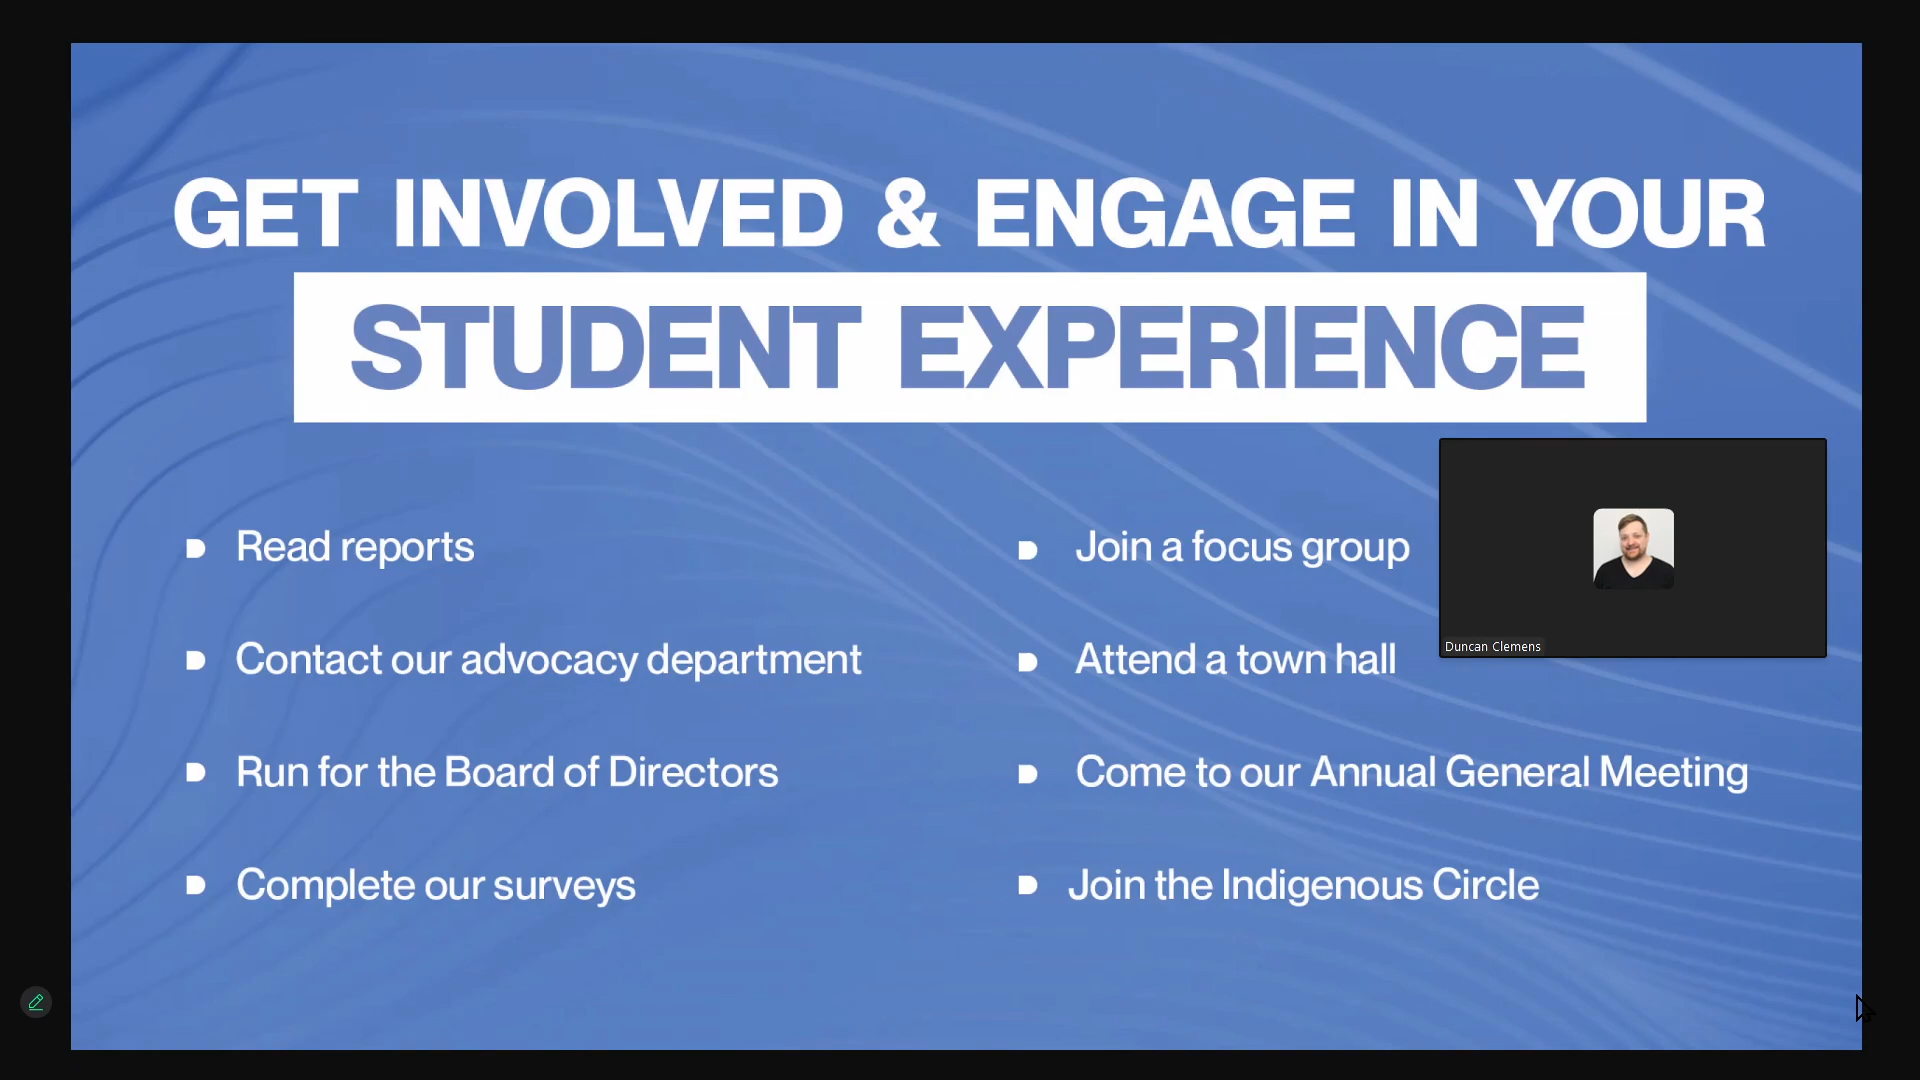 GET INVOLVED & ENGAGE IN YOUR
STUDENT EXPERIENCE
Read reports
Contact our advocacy department
Run for the Board of Directors
Complete our surveys
Join a focus group
Attend a town hall
Come to our Annual General Meeting
Join the Indigenous Circle
Duncan Clemens